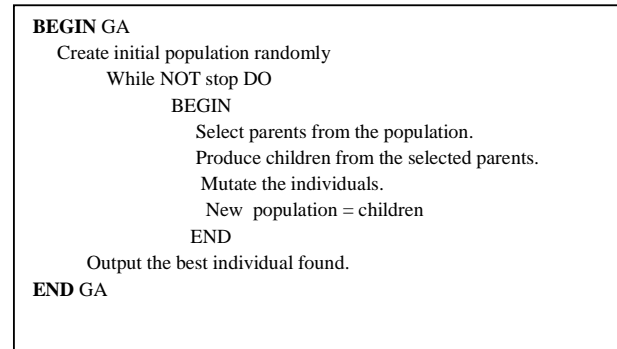 BEGIN GA
Create initial population randomly
While NOT stop DO
BEGIN
Select parents from the population.
Produce children from the selected parents.
Mutate the individuals.
New population = children
END
Output the best individual found.
END GA